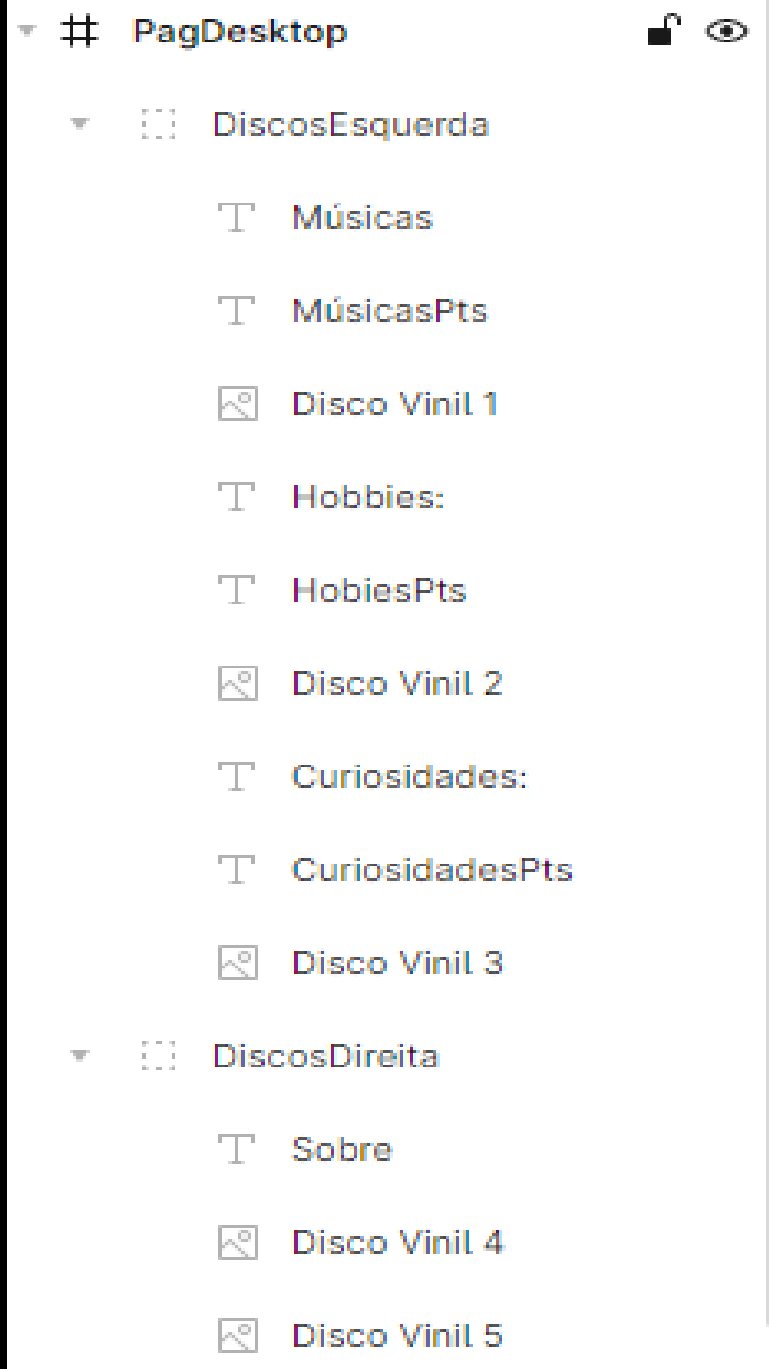 PagDesktop
DiscosEsquerda
Músicas
MúsicasPts
Disco Vinil 1
Hobbies:
HobiesPts
Disco Vinil 2
Curiosidades:
CuriosidadesPts
Disco Vinil 3
DiscosDireita
Sobre
Disco Vinil 4
Disco Vinil 5